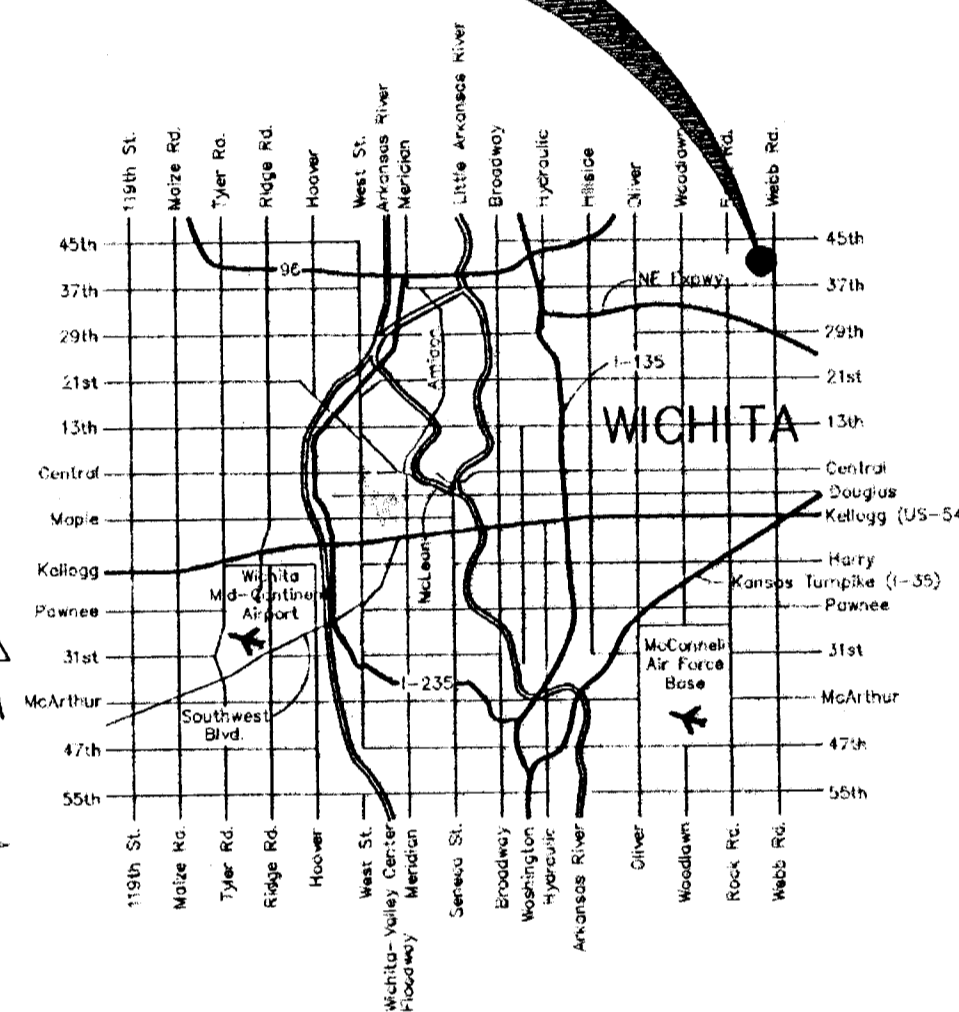 119th St.
Maize Rd.
Tyler Rd.
Ridge Rd.
Hoover
West St.
Arkansas River
Meridian
Little Arkansas River
Broadway
Hydraulic
Hillside
Oliver
Woodlawn
Rd.
Webb Rd.
45th
45th
96
37th
NE Expwy
37th
29th
29th
Amidon
I-135
21st
21st
WICHITA
13th
13th
Central
Central
Douglas
Maple
Kellogg (US-54
McLean
Kellogg
Harry
Wichita
Mid-Continent
Airport
Kansas Turnpike (I-35)
Pawnee
Pawnee
31st
31st
McConnell
Air Force
Base
I-235
McArthur
McArthur
Southwest
Blvd.
47th
47th
55th
55th
119th St.
Maize Rd.
Tyler Rd.
Ridge Rd.
Hoover
West St.
Wichita-Valley Center
Floodway
Meridian
Seneca St.
Broadway
Washington
Hydraulic
Arkansas River
Oliver
Woodlawn
Rock Rd.
Webb Rd.